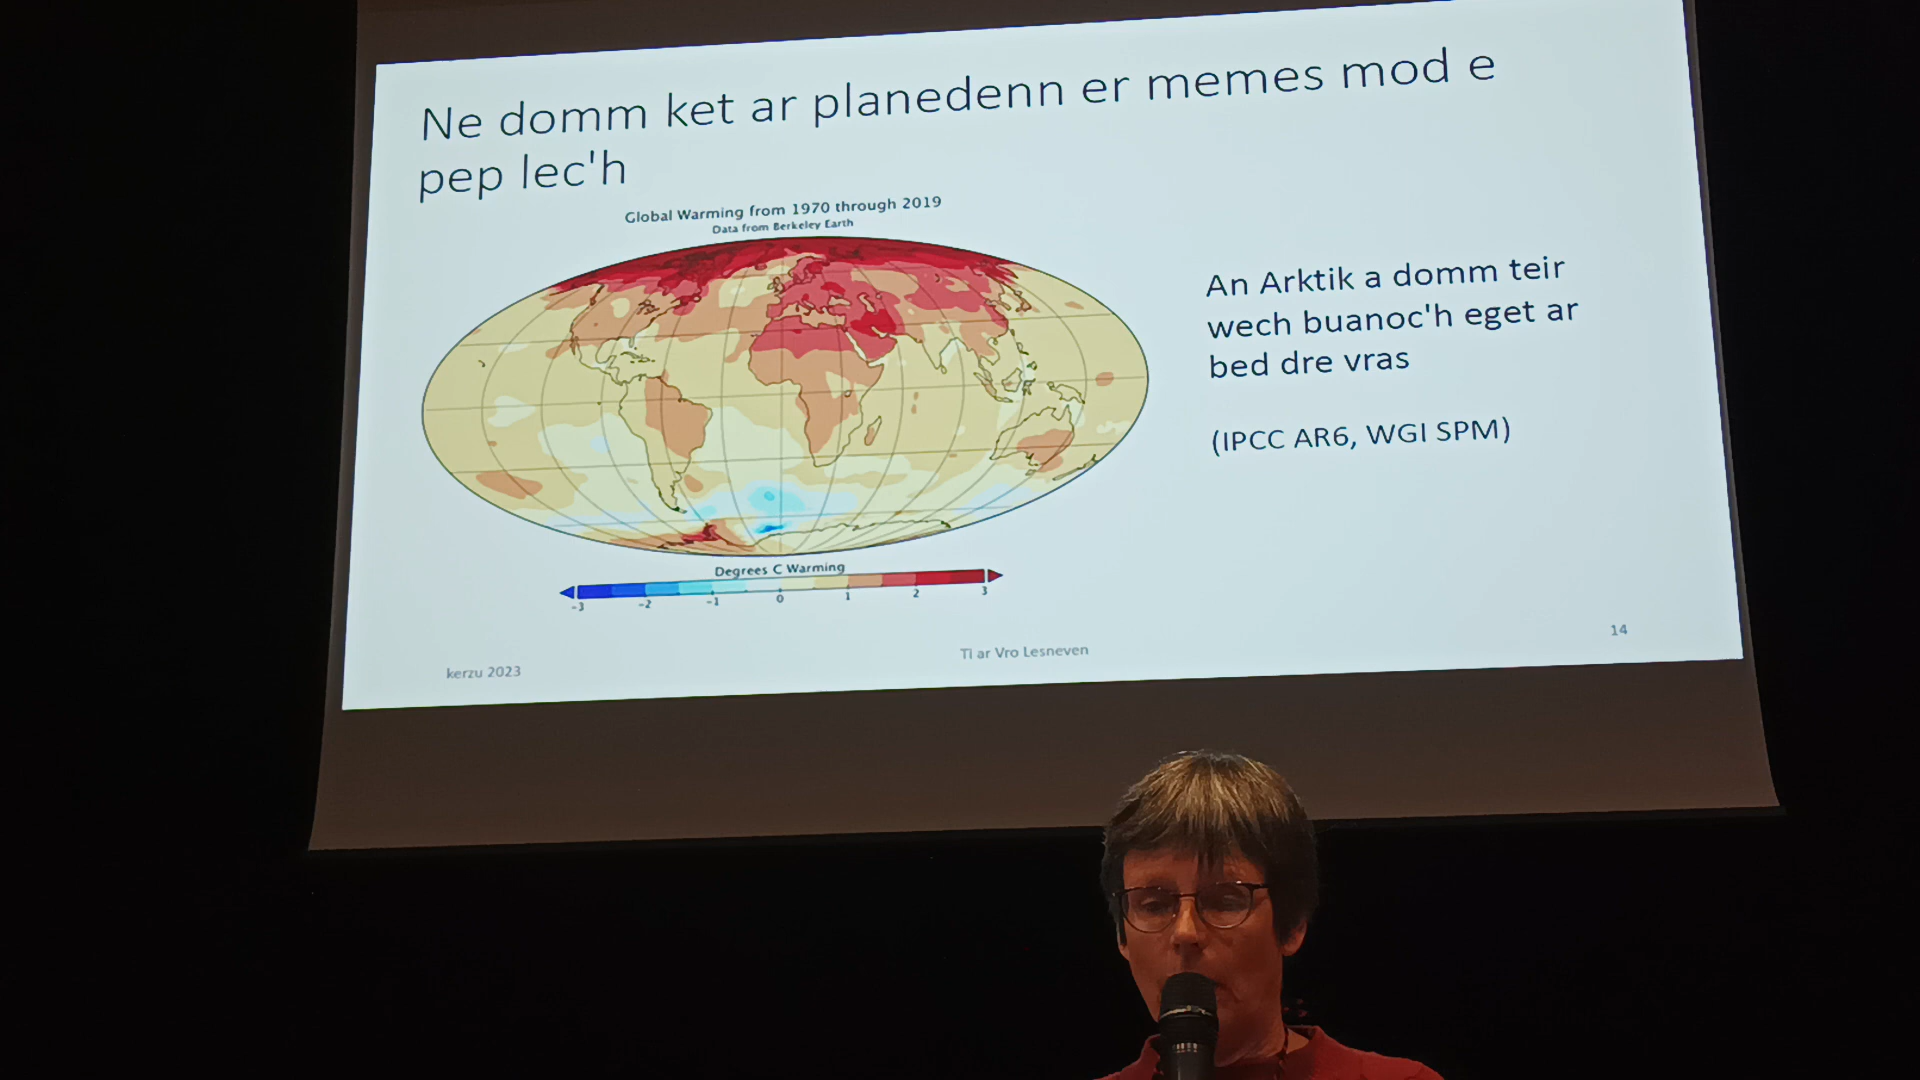 Ne domm ket ar planedenn er memes mod e
pep lec'h
Global Warming from 1970 through 2019
Data from Berkeley Earth
An Arktik a domm teir
wech buanoc'h eget ar
bed dre vras
(IPCC AR6, WGI SPM)
Degrees C Warming
-3 -2 -1 0 1 2 3
kerzu 2023
Ti ar Vro Lesneven
14